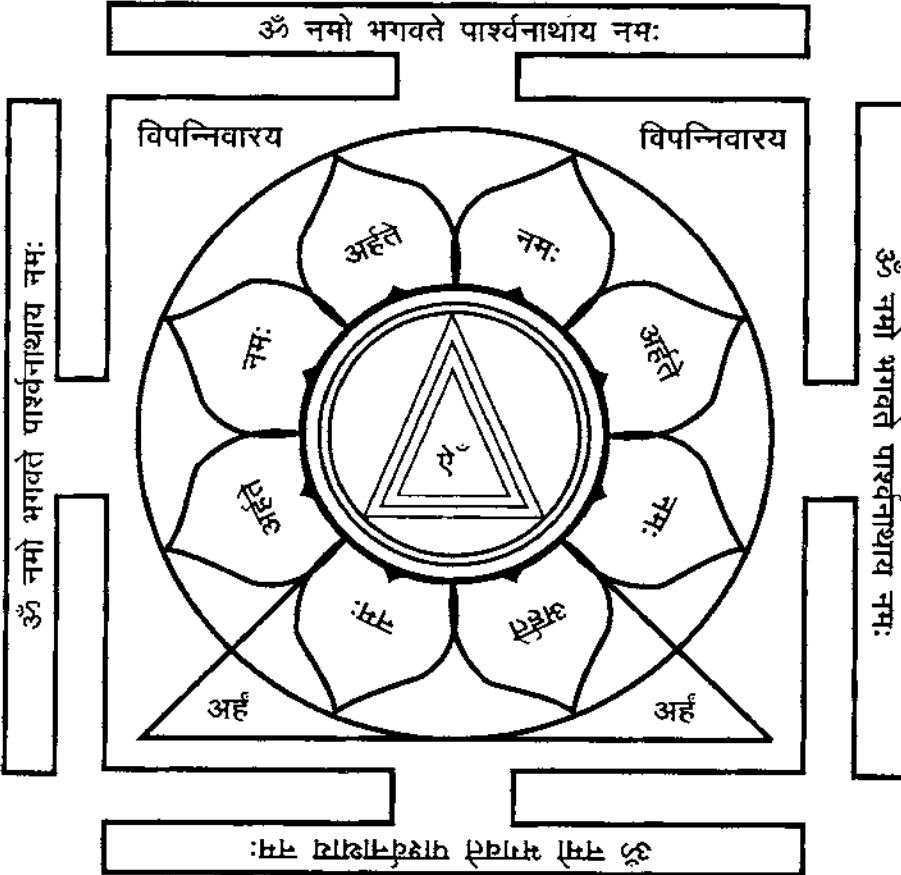 ॐ नमो भगवते पार्श्वनाथाय नमः
विपन्निवारय
विपन्निवारय
ॐ नमो भगवते पार्श्वनाथाय नमः
ॐ नमो भगवते पार्श्वनाथाय नमः
अर्हते
नमः
अर्हते
नमः
अर्हते
नमः
अर्हते
नमः
ऐं
अर्हं
अर्हं
ॐ नमो भगवते पार्श्वनाथाय नमः